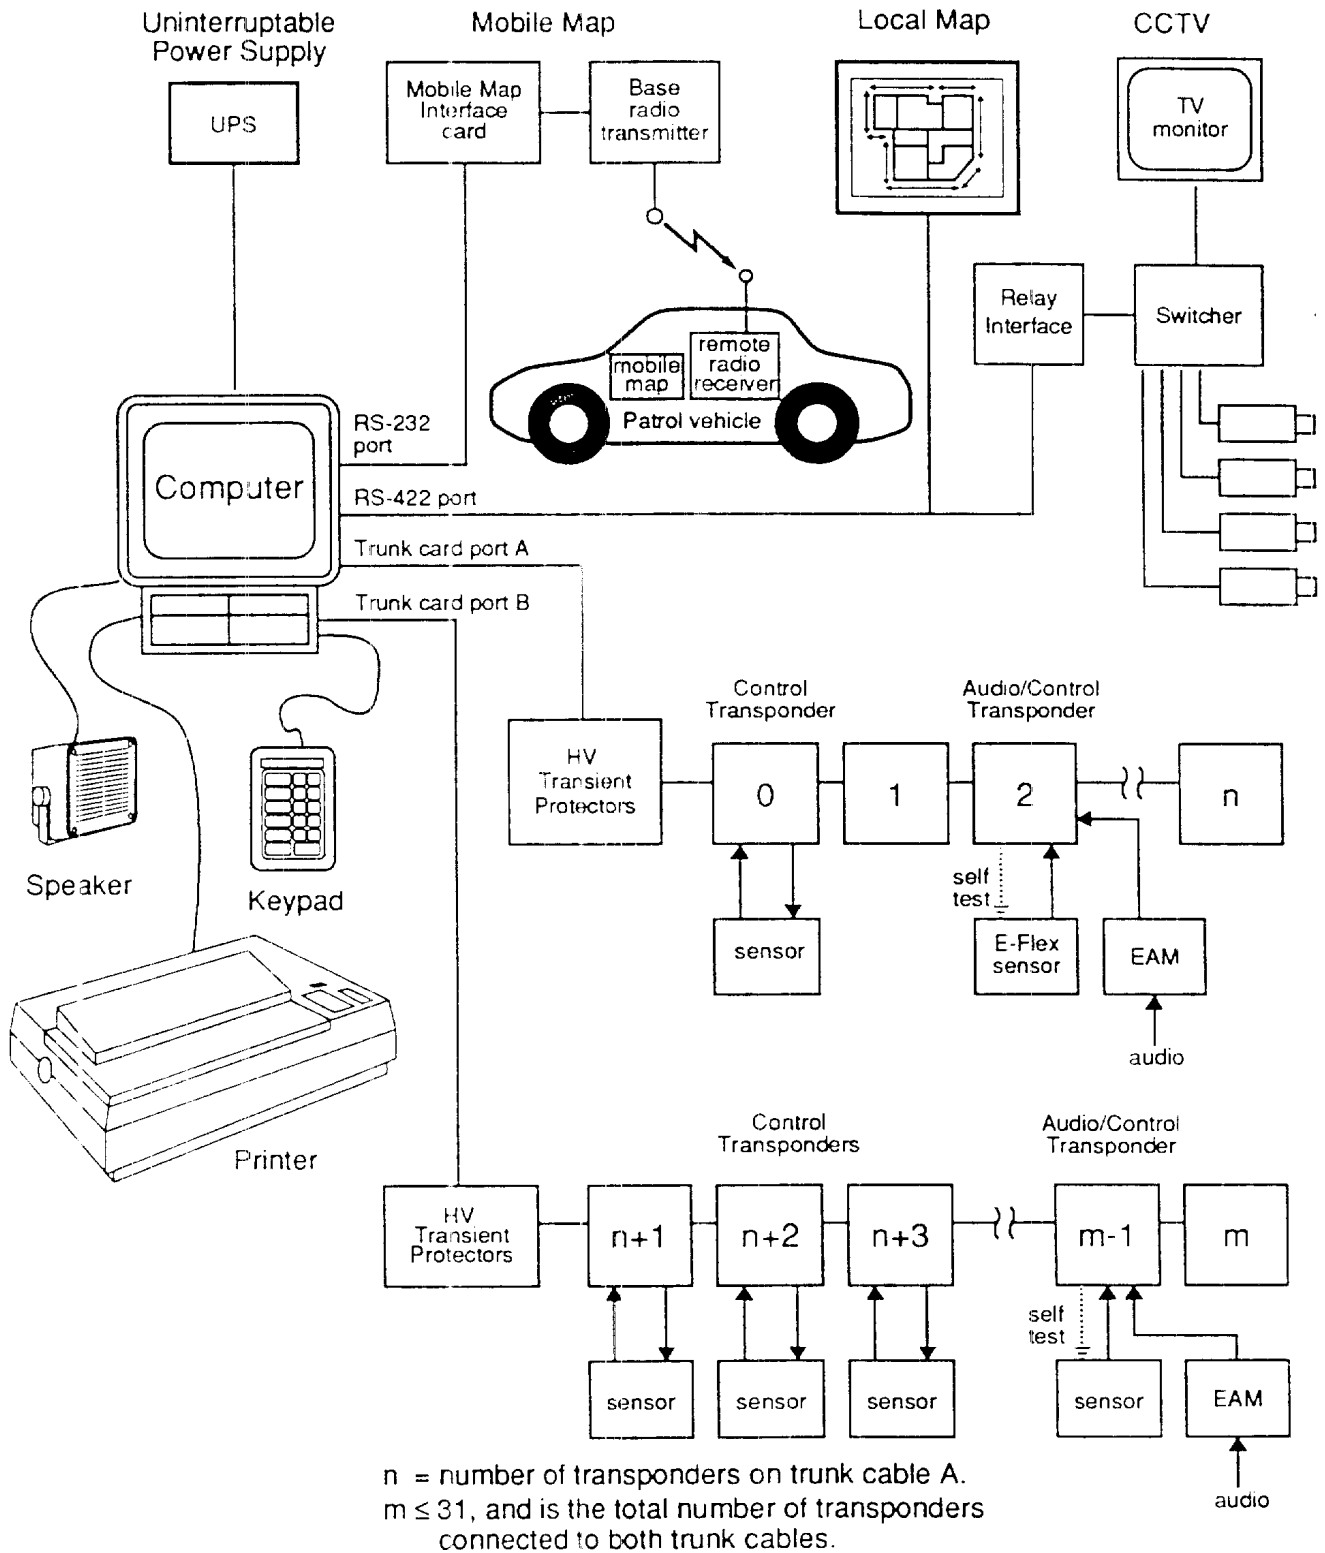 Uninterruptable
Power Supply
Mobile Map
Local Map
CCTV
UPS
Mobile Map
Interface
card
Base
radio
transmitter
TV
monitor
Relay
Interface
Switcher
remote
radio
recerver
mobile
map
Patrol vehicle
Computer
RS-232
port
RS-422 port
Trunk card port A
Trunk card port B
Speaker
Keypad
Printer
Control
Transponder
Audio/Control
Transponder
HV
Transient
Protectors
0
1
2
n
self
test
sensor
E-Flex
sensor
EAM
audio
Control
Transponders
Audio/Control
Transponder
HV
Transient
Protectors
n+1
n+2
n+3
m-1
m
self
test
sensor
sensor
sensor
sensor
EAM
audio
n = number of transponders on trunk cable A.
m ≤ 31, and is the total number of transponders
connected to both trunk cables.